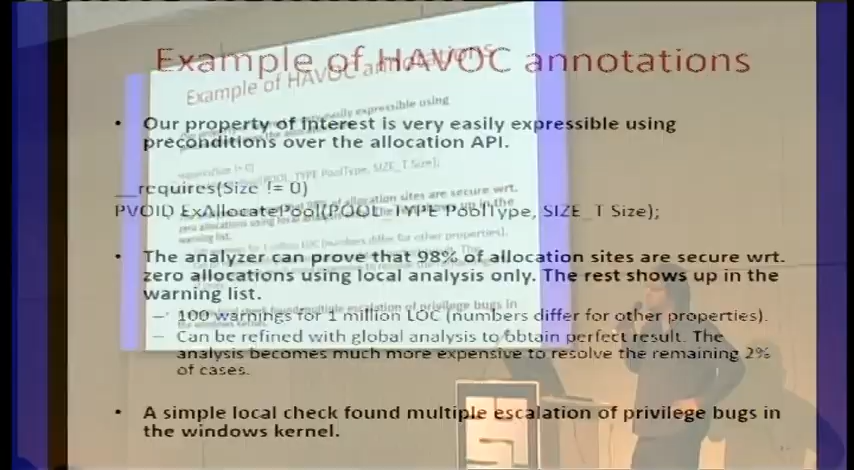 Example of HAVOC annotations
• Our property of interest is very easily expressible using
preconditions over the allocation API.
__requires(Size != 0)
PVOID ExAllocatePool(POOL_TYPE PoolType, SIZE_T Size);
• The analyzer can prove that 98% of allocation sites are secure wrt.
zero allocations using local analysis only. The rest shows up in the
warning list.
– 100 warnings for 1 million LOC (numbers differ for other properties).
– Can be refined with global analysis to obtain perfect result. The
analysis becomes much more expensive to resolve the remaining 2%
of cases.
• A simple local check found multiple escalation of privilege bugs in
the windows kernel.